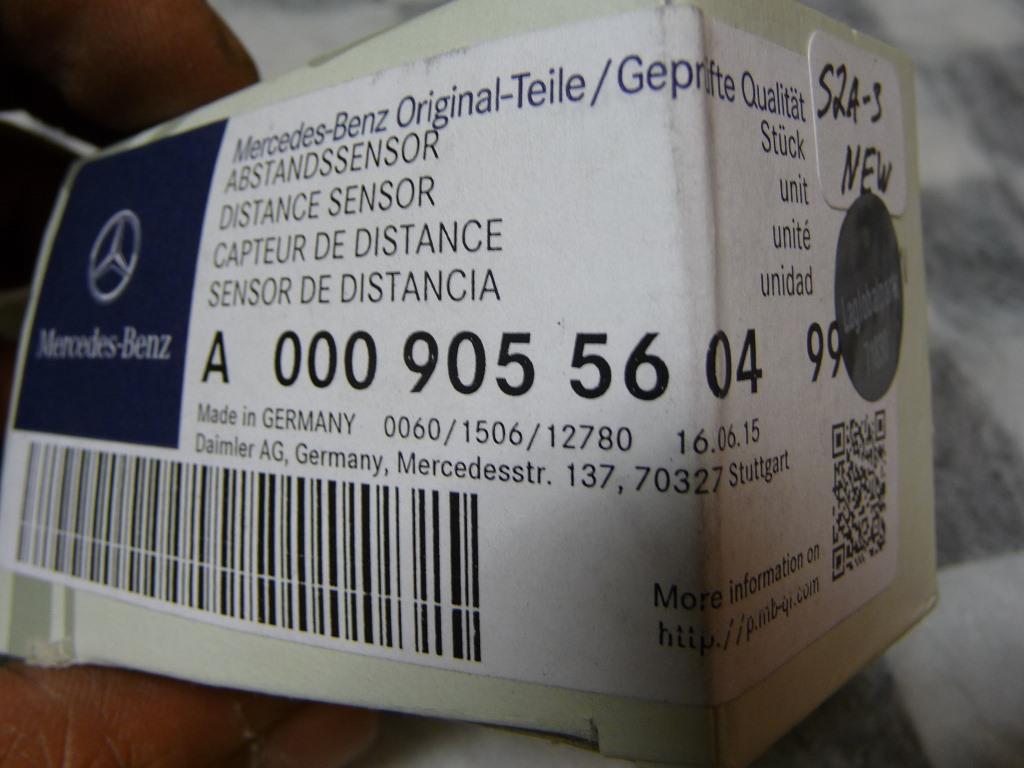 Mercedes-Benz Original-Teile/Geprüfte Qualität
ABSTANDSSENSOR
DISTANCE SENSOR
CAPTEUR DE DISTANCE
SENSOR DE DISTANCIA
Stück
unit
unité
unidad
S2A-3
NEW
Mercedes-Benz
A 000 905 56 04 99
Made in GERMANY 0060/1506/12780 16.06.15
Daimler AG, Germany, Mercedesstr. 137, 70327 Stuttgart
More information on
http://p.mb-qr.com